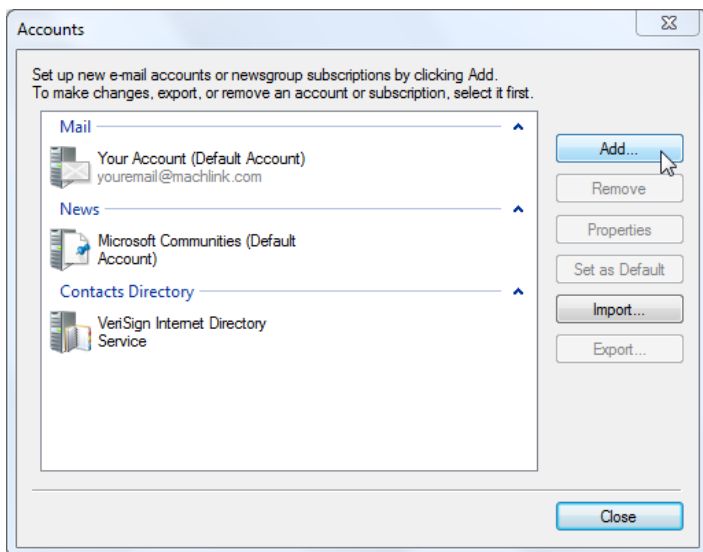 Accounts
Set up new e-mail accounts or newsgroup subscriptions by clicking Add.
To make changes, export, or remove an account or subscription, select it first.
Mail
Your Account (Default Account)
youremail@machlink.com
News
Microsoft Communities (Default
Account)
Contacts Directory
VeriSign Internet Directory
Service
Add...
Remove
Properties
Set as Default
Import...
Export...
Close